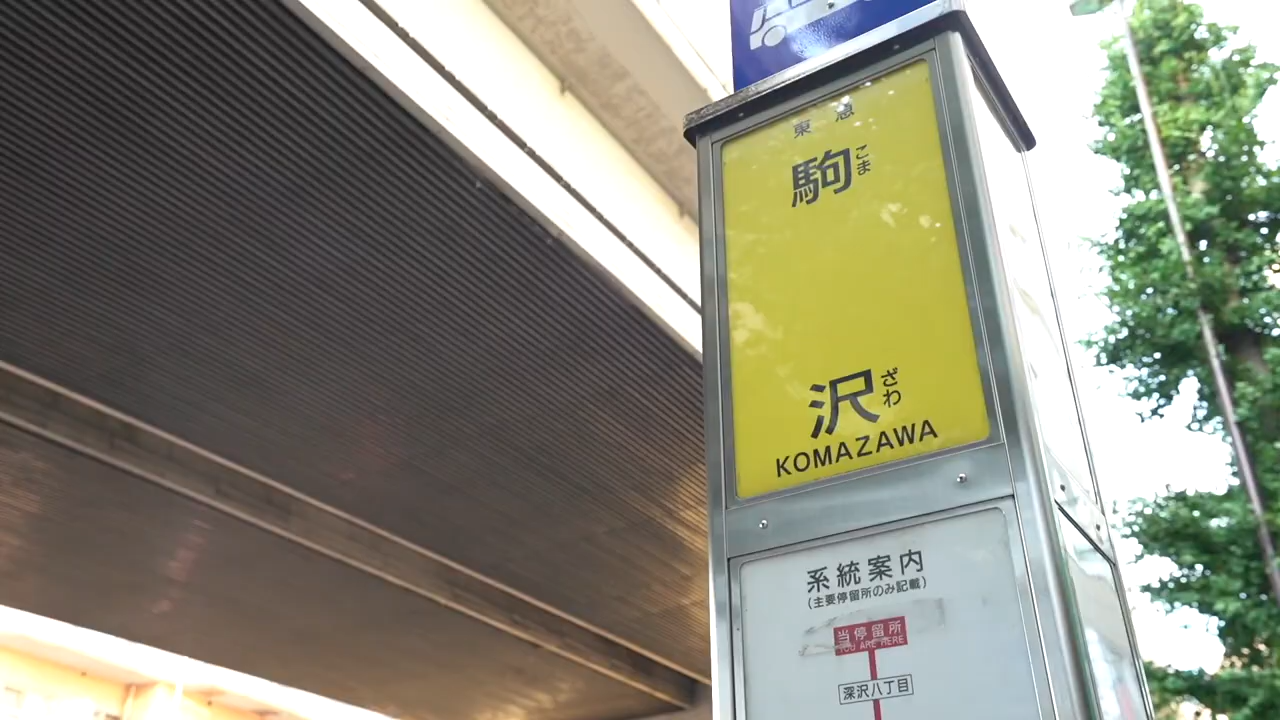 東急
駒
こま
沢
ざわ
KOMAZAWA
系統案内
(主要停留所のみ記載)
当停留所
YOU ARE HERE
深沢八丁目